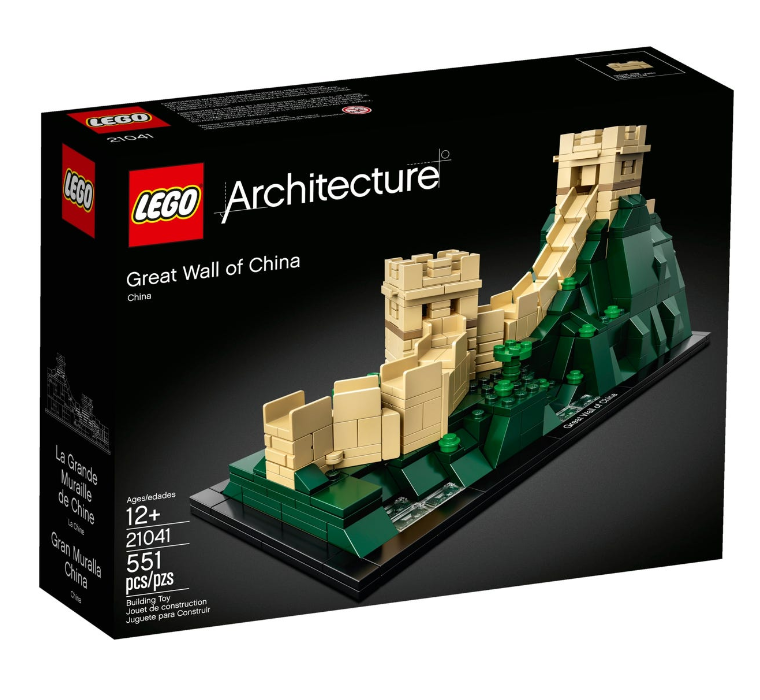 LEGO
21041
LEGO
LEGO
Architecture
Great Wall of China
China
Great Wall of China
La Grande
Muraille
de Chine
La Chine
Gran Muralla
China
China
Ages/edades
12+
21041
551
pcs/pzs
Building Toy
Jouet de construction
Juguete para Construir